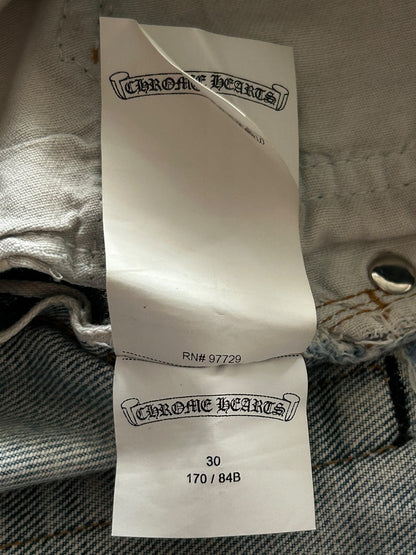 CHROME HEARTS
RN# 97729
CHROME HEARTS
30
170 / 84B